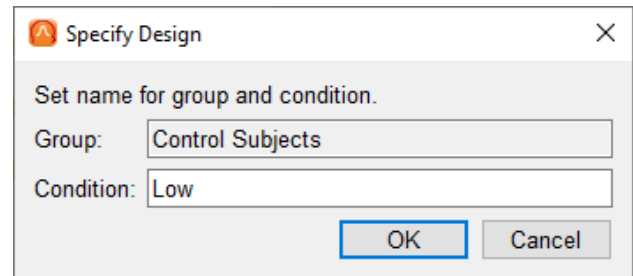 Specify Design
Set name for group and condition.
Group: Control Subjects
Condition: Low
OK Cancel